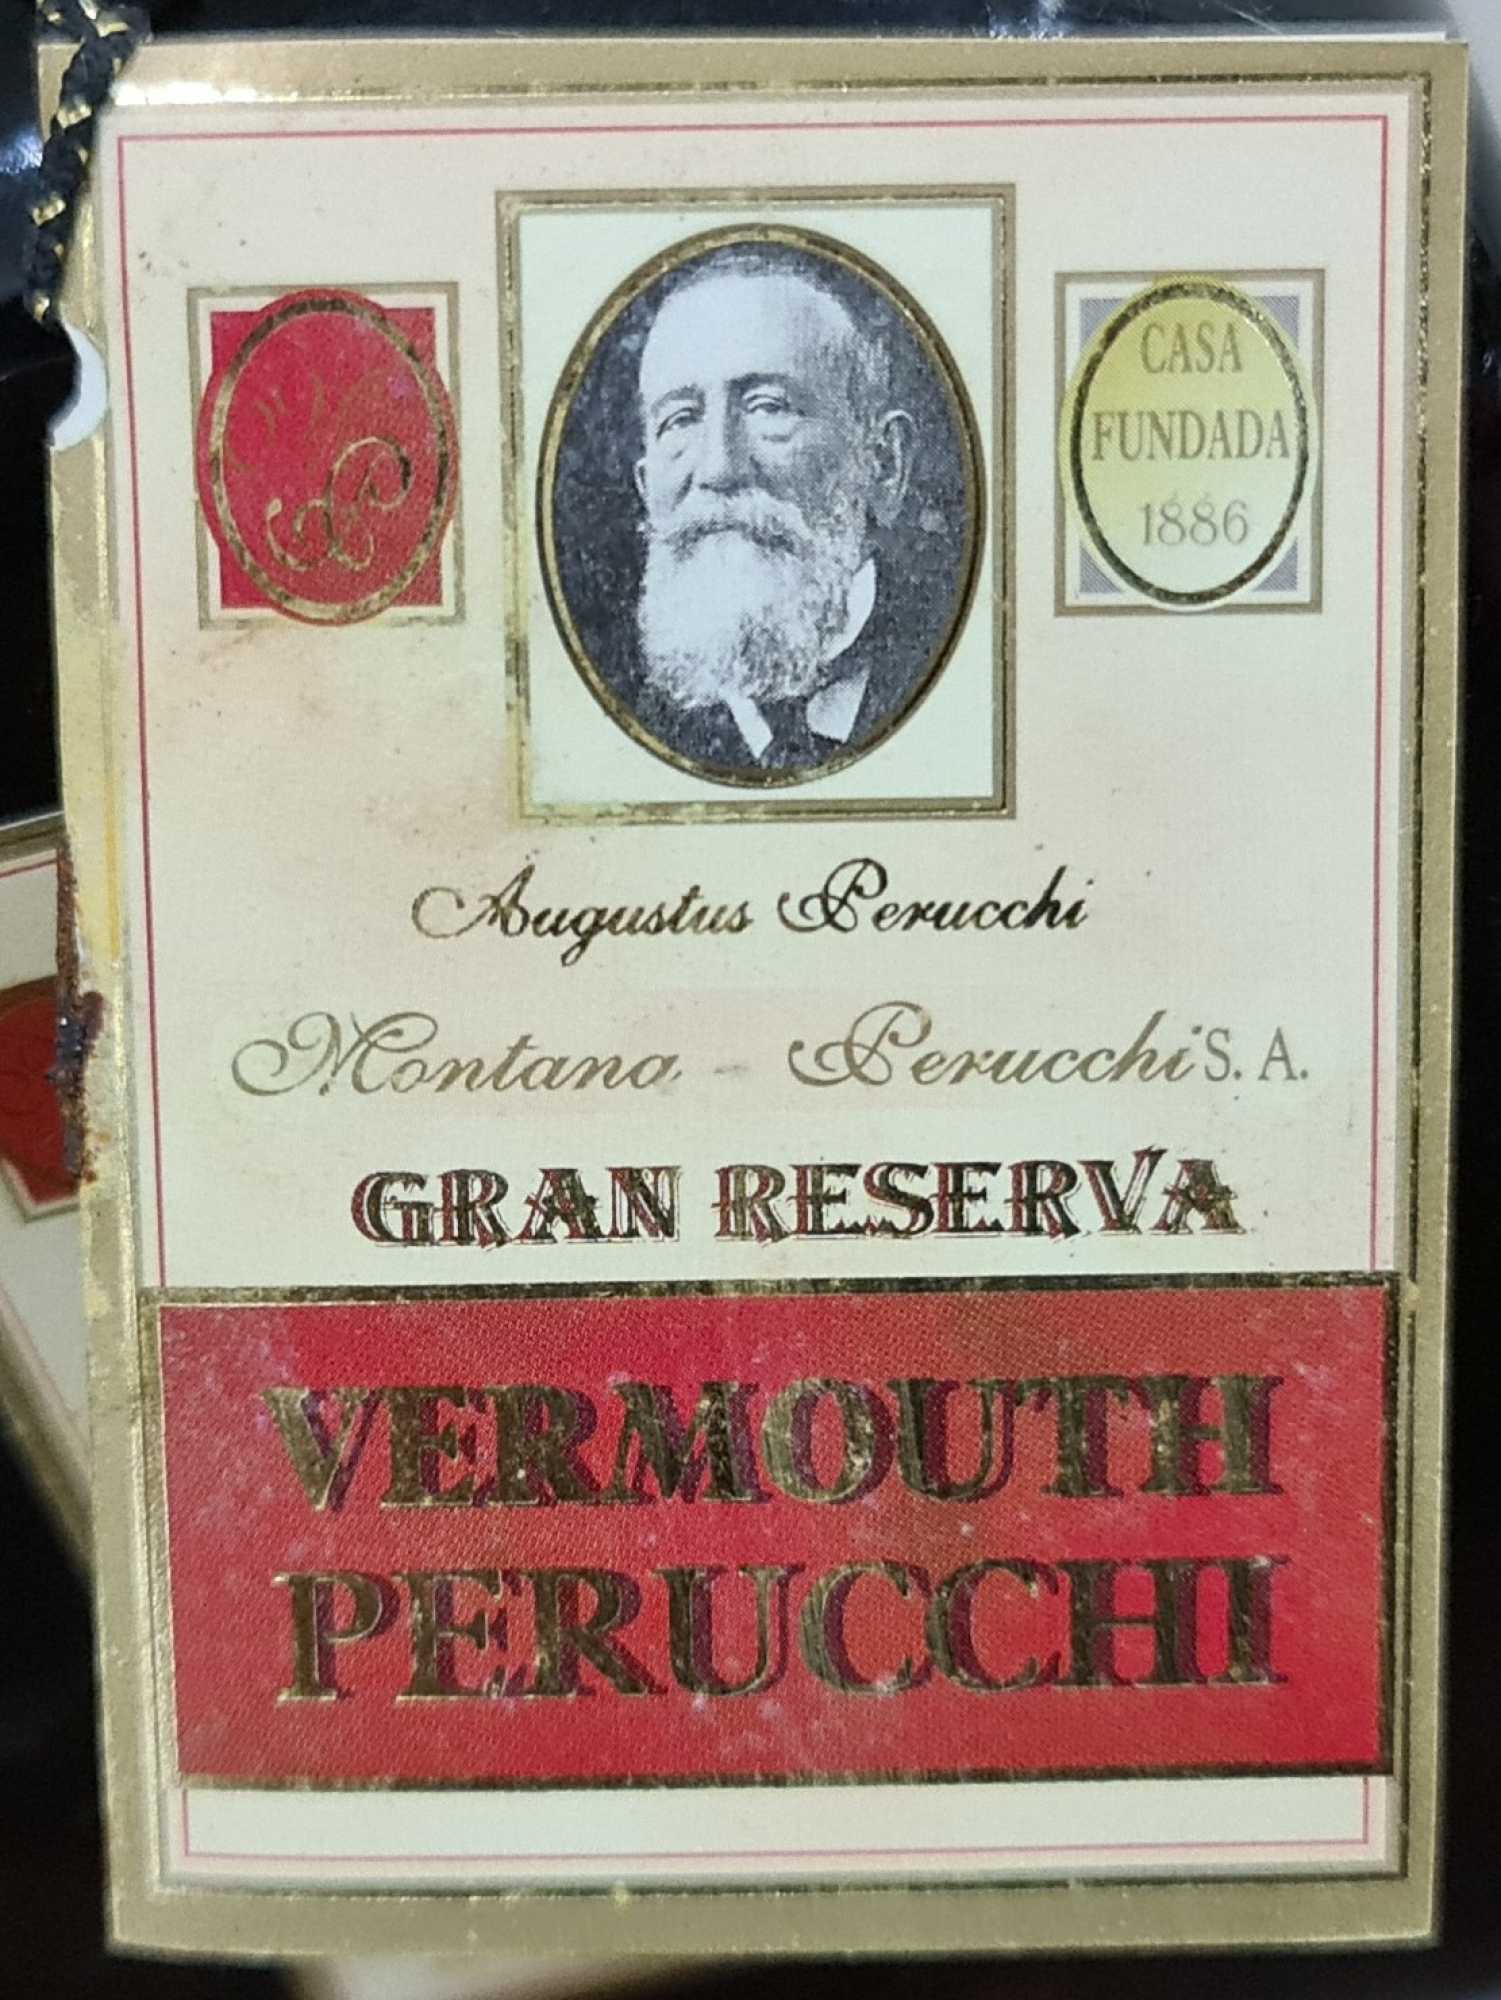 CASA
FUNDADA
1886
Augustus Perucchi
Montana - Perucchi S. A.
GRAN RESERVA
VERMOUTH
PERUCCHI